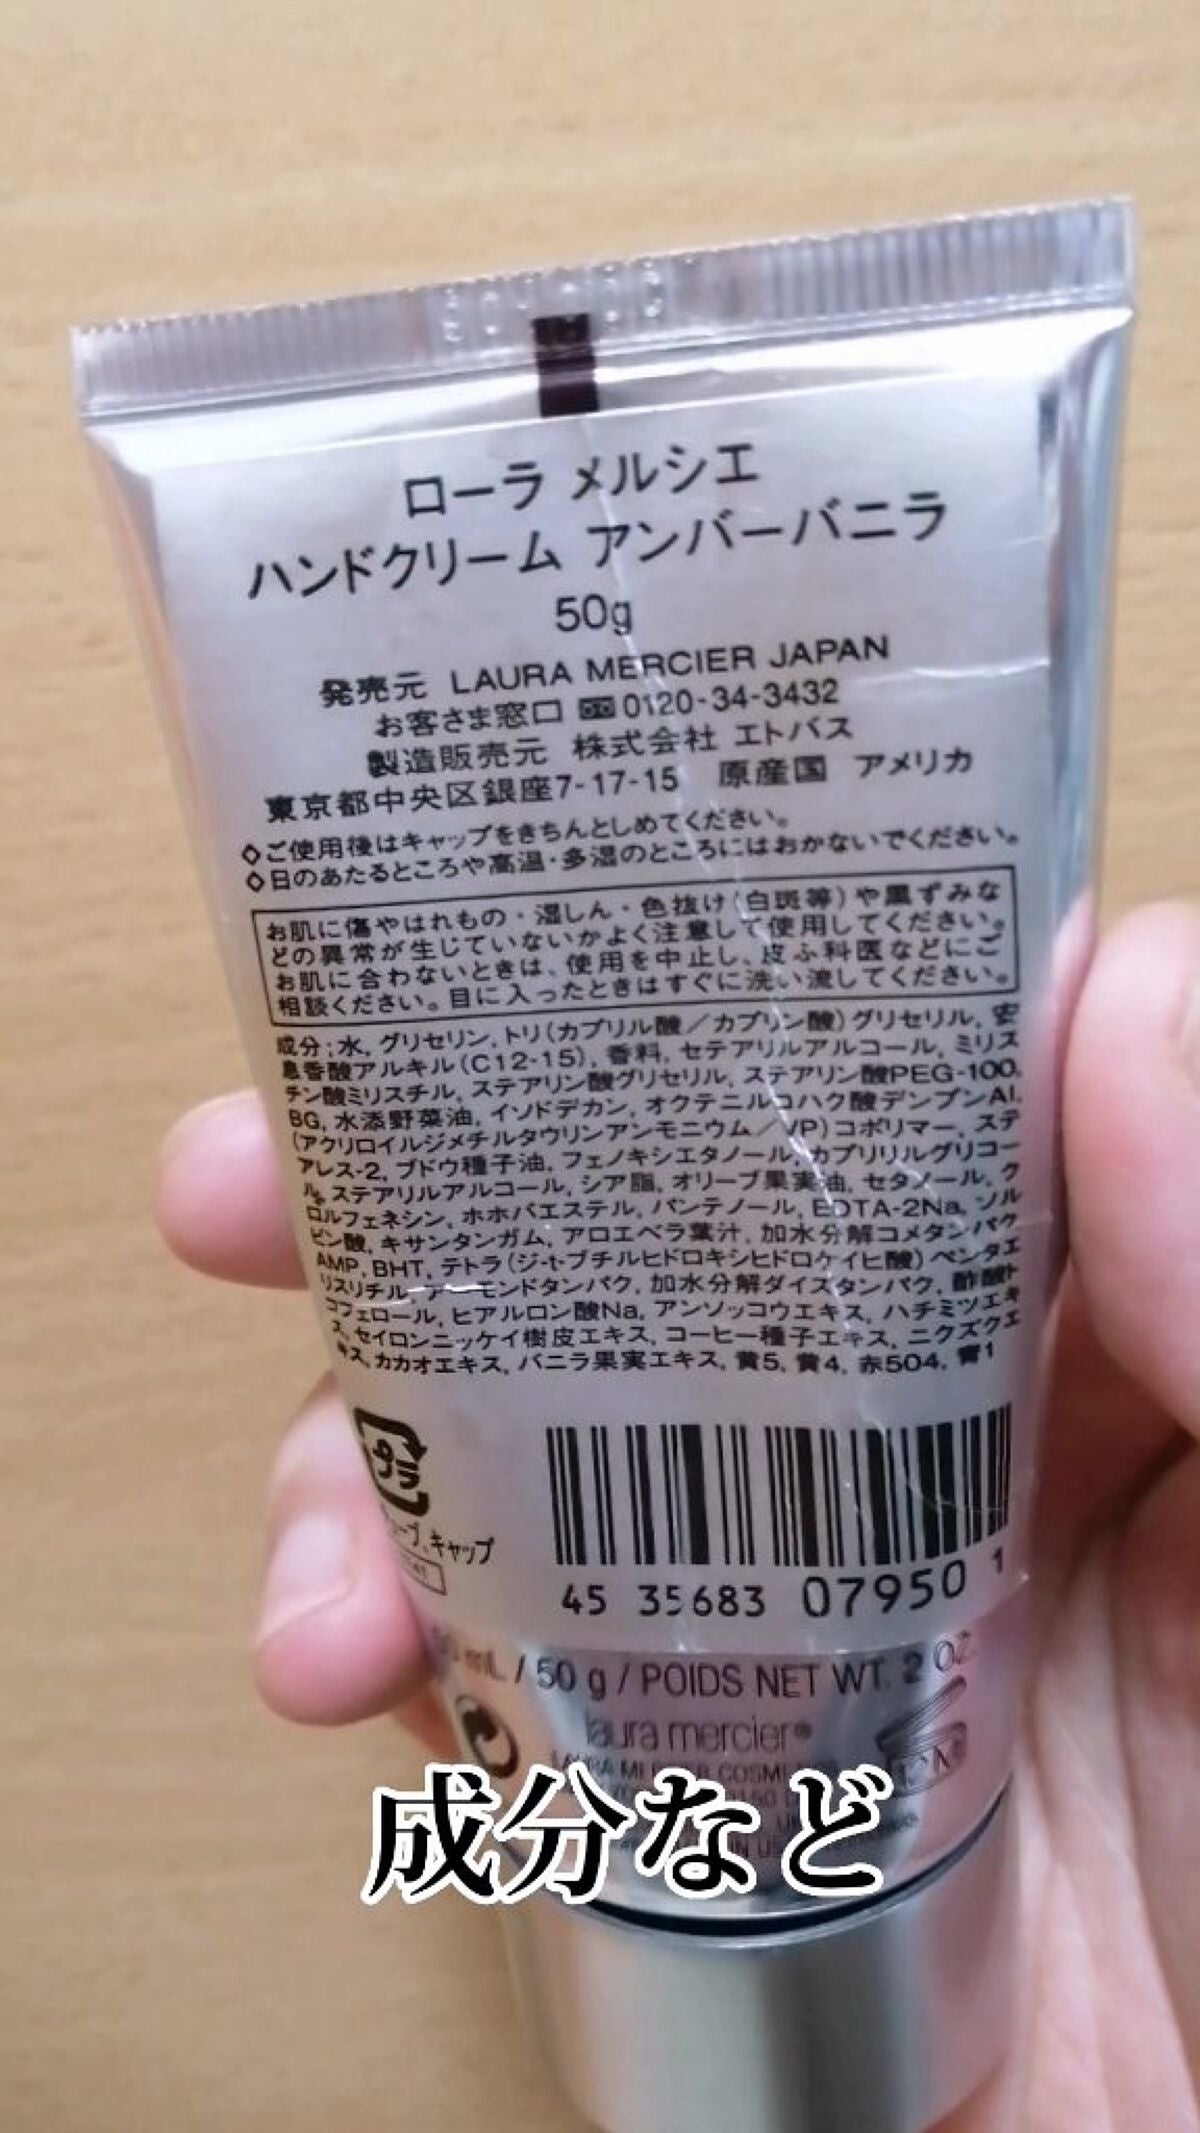 ローラ メルシエ
ハンドクリーム アンバーバニラ
50g
発売元 LAURA MERCIER JAPAN
お客さま窓口 0120-34-3432
製造販売元 株式会社 エトバス
東京都中央区銀座7-17-15 原産国 アメリカ
◇ご使用後はキャップをきちんとしめてください。
◇日のあたるところや高温・多湿のところにはおかないでください。
お肌に傷やはれもの・湿しん・色抜け(白斑等)や黒ずみな
どの異常が生じていないかよく注意して使用してください。
お肌に合わないときは、使用を中止し、皮ふ科医などにご
相談ください。目に入ったときはすぐに洗い流してください。
成分:水, グリセリン, トリ(カプリル酸／カプリン酸)グリセリル, 安
息香酸アルキル(C12-15), 香料, セテアリルアルコール, ミリス
チン酸ミリスチル, ステアリン酸グリセリル, ステアリン酸PEG-100,
BG, 水添野菜油, イソドデカン, オクテニルコハク酸デンプンAl,
(アクリロイルジメチルタウリンアンモニウム／VP)コポリマー, ステ
アレス-2, ブドウ種子油, フェノキシエタノール, カプリリルグリコー
ル, ステアリルアルコール, シア脂, オリーブ果実油, セタノール, ク
ロルフェネシン, ホホバエステル, パンテノール, EDTA-2Na, ソル
ビン酸, キサンタンガム, アロエベラ葉汁, 加水分解コメタンパク
AMP, BHT, テトラ(ジ-t-ブチルヒドロキシヒドロケイヒ酸)ペンタエ
リスリチル, アーモンドタンパク, 加水分解ダイズタンパク, 酢酸ト
コフェロール, ヒアルロン酸Na, アンソッコウエキス, ハチミツエキ
ス, セイロンニッケイ樹皮エキス, コーヒー種子エキス, ニクズクエ
キス, カカオエキス, バニラ果実エキス, 黄5, 黄4, 赤504, 青1
プラ
キャップ
45 35683 07950 1
mL / 50 g / POIDS NET WT. 2 OZ.
laura mercier®
成分など